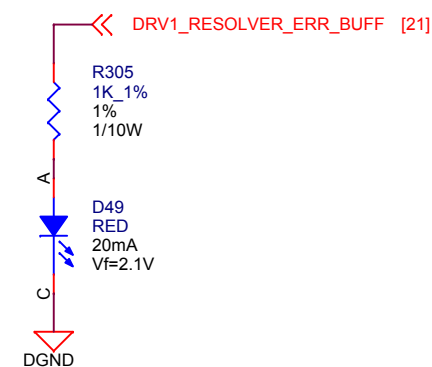 DRV1_RESOLVER_ERR_BUFF [21]
R305
1K_1%
1%
1/10W
A
D49
RED
20mA
Vf=2.1V
C
DGND